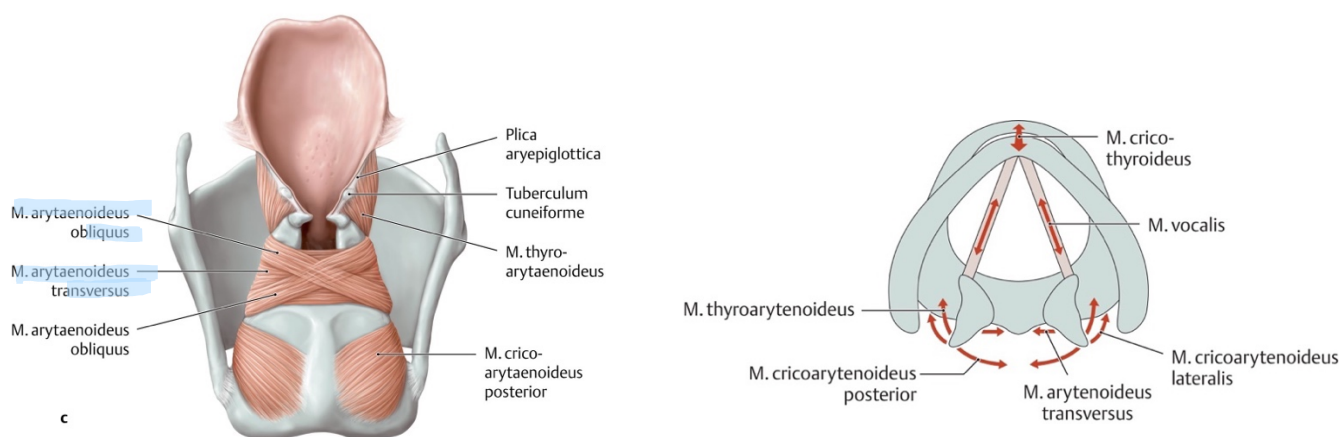 M. arytaenoideus
obliquus
M. arytaenoideus
transversus
M. arytaenoideus
obliquus
c
Plica
aryepiglottica
Tuberculum
cuneiforme
M. thyro-
arytaenoideus
M. crico-
arytaenoideus
posterior
M. crico-
thyroideus
M. vocalis
M. thyroarytenoideus
M. cricoarytenoideus
posterior
M. arytenoideus
transversus
M. cricoarytenoideus
lateralis